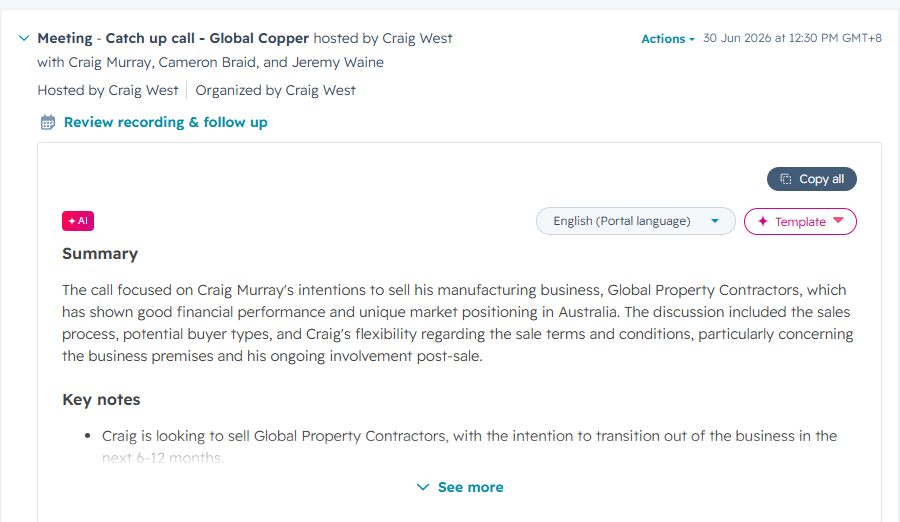 Meeting - Catch up call - Global Copper hosted by Craig West
Actions
30 Jun 2026 at 12:30 PM GMT+8
with Craig Murray, Cameron Braid, and Jeremy Waine
Hosted by Craig West
Organized by Craig West
Review recording & follow up
Copy all
AI
English (Portal language)
Template
Summary
The call focused on Craig Murray's intentions to sell his manufacturing business, Global Property Contractors, which
has shown good financial performance and unique market positioning in Australia. The discussion included the sales
process, potential buyer types, and Craig's flexibility regarding the sale terms and conditions, particularly concerning
the business premises and his ongoing involvement post-sale.
Key notes
• Craig is looking to sell Global Property Contractors, with the intention to transition out of the business in the
next 6-12 months.
See more